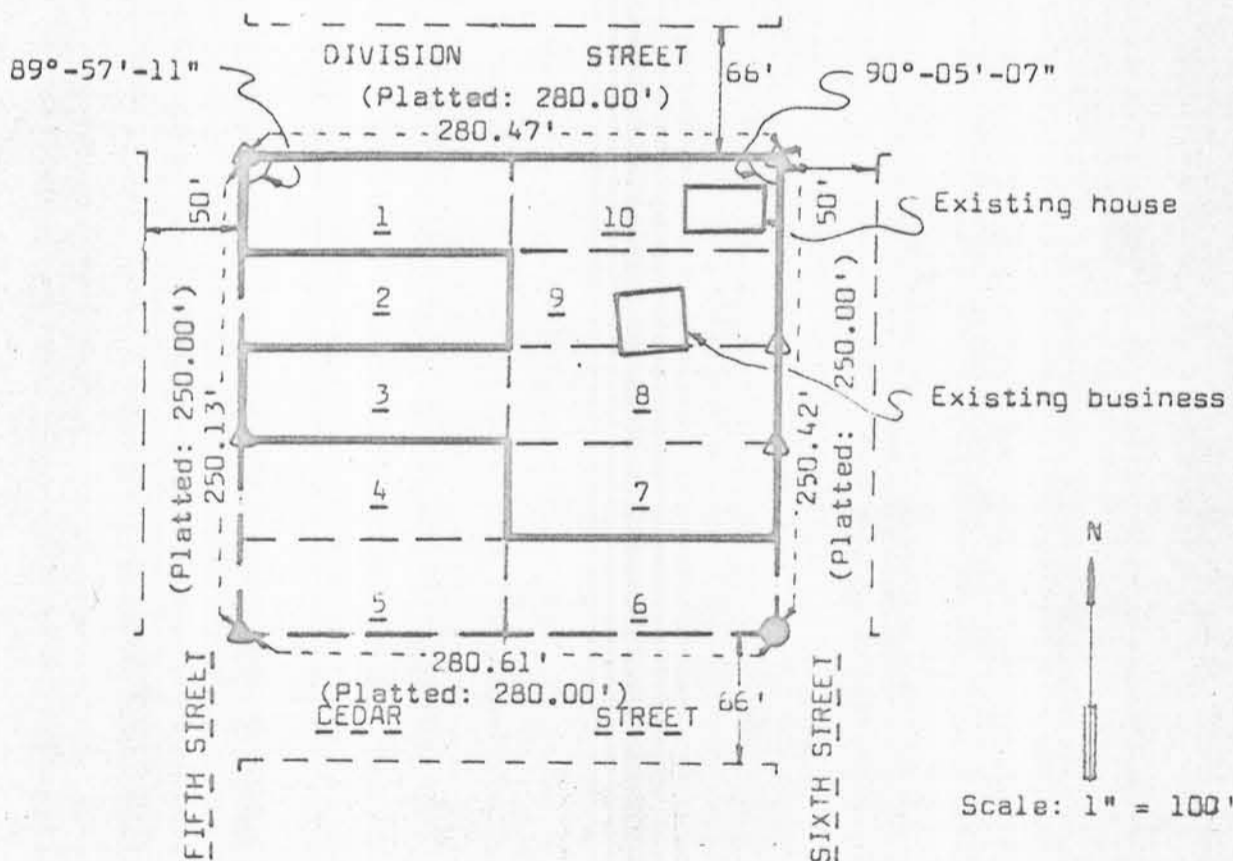 DIVISION STREET
89°-57'-11"
66'
90°-05'-07"
(Platted: 280.00')
280.47'
50'
50'
1
10
Existing house
2
9
(Platted: 250.00')
250.13'
(Platted: 250.00')
250.42'
3
8
Existing business
4
7
N
5
6
280.61'
(Platted: 280.00')
66'
CEDAR STREET
FIFTH STREET
SIXTH STREET
Scale: 1" = 100'